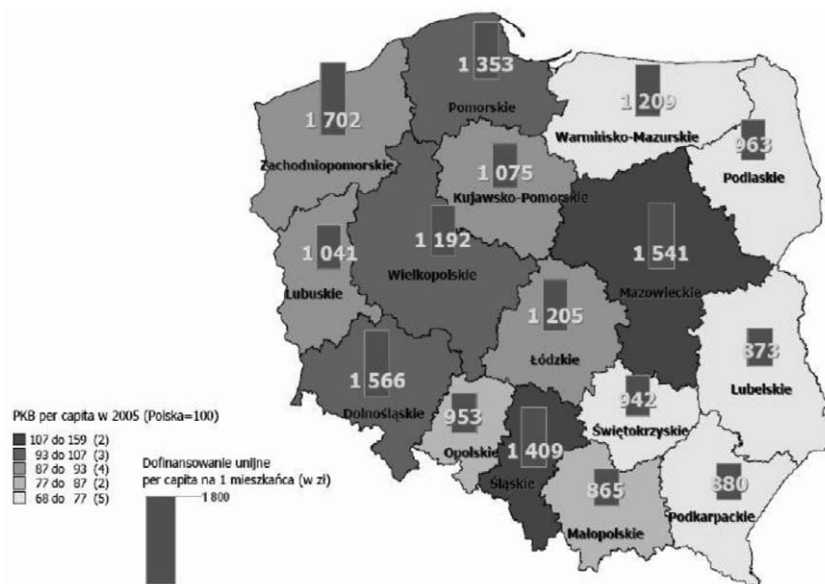 1 353
Pomorskie
1 702
Zachodniopomorskie
1 209
Warmińsko-Mazurskie
963
Podlaskie
1 075
Kujawsko-Pomorskie
1 041
Lubuskie
1 192
Wielkopolskie
1 541
Mazowieckie
1 205
Łódzkie
873
Lubelskie
1 566
Dolnośląskie
953
Opolskie
1 409
Śląskie
942
Świętokrzyskie
865
Małopolskie
880
Podkarpackie
PKB per capita w 2005 (Polska=100)
107 do 159 (2)
93 do 107 (3)
87 do 93 (4)
77 do 87 (2)
68 do 77 (5)
Dofinansowanie unijne
per capita na 1 mieszkańca (w zł)
1 800